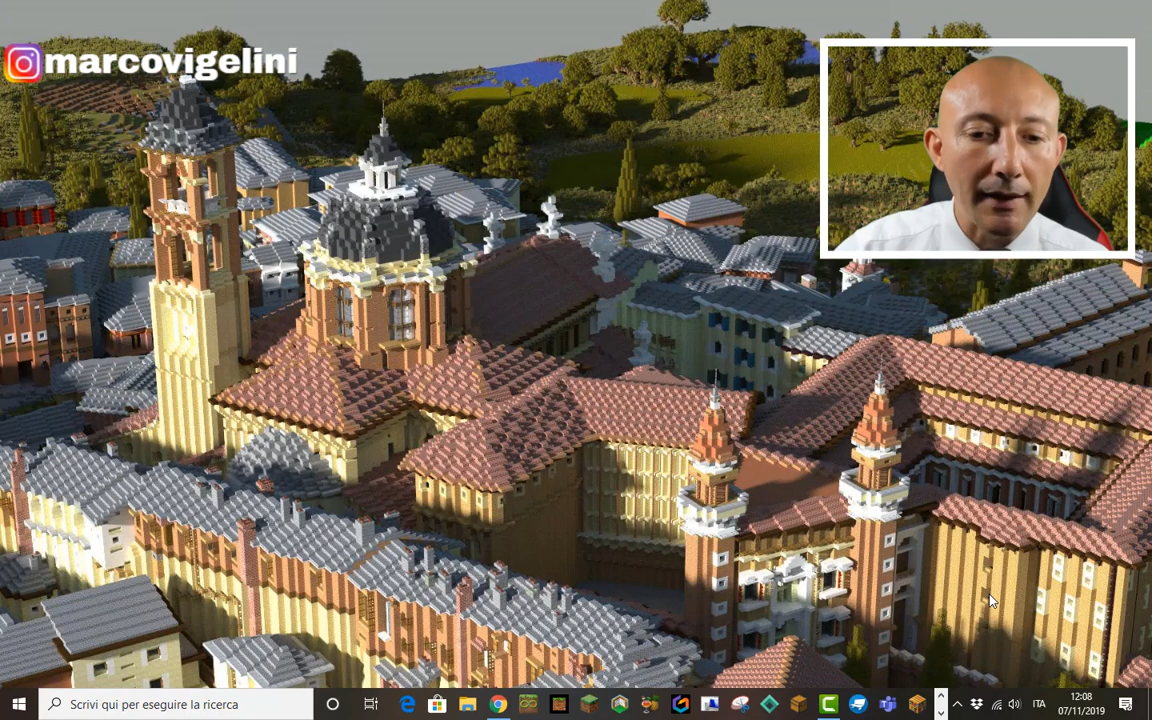 marcovigelini
Scrivi qui per eseguire la ricerca
ITA
12:08
07/11/2019